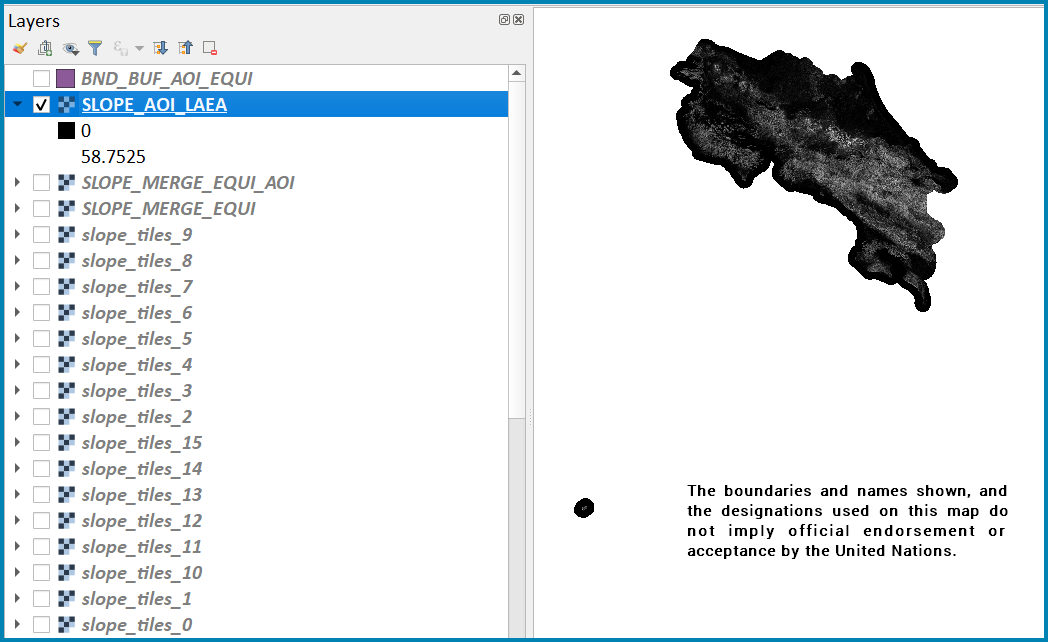 Layers
BND_BUF_AOI_EQUI
SLOPE_AOI_LAEA
0
58.7525
SLOPE_MERGE_EQUI_AOI
SLOPE_MERGE_EQUI
slope_tiles_9
slope_tiles_8
slope_tiles_7
slope_tiles_6
slope_tiles_5
slope_tiles_4
slope_tiles_3
slope_tiles_2
slope_tiles_15
slope_tiles_14
slope_tiles_13
slope_tiles_12
slope_tiles_11
slope_tiles_10
slope_tiles_1
slope_tiles_0
The boundaries and names shown, and
the designations used on this map do
not imply official endorsement or
acceptance by the United Nations.